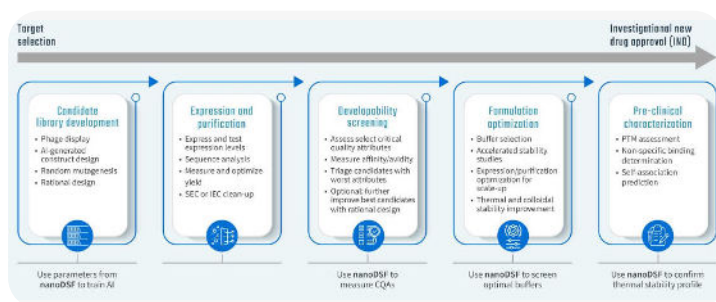 Target
selection
Investigational new
drug approval (IND)
Candidate
library development
• Phage display
• AI-generated
construct design
• Random mutagenesis
• Rational design
Use parameters from
nanoDSF to train AI
Expression and
purification
• Express and test
expression levels
• Sequence analysis
• Measure and optimize
yield
• SEC or IEC clean-up
Developability
screening
• Assess select critical
quality attributes
• Measure affinity/avidity
• Triage candidates with
worst attributes
• Optional: further
improve best candidates
with rational design
Use nanoDSF to
measure CQAs
Formulation
optimization
• Buffer selection
• Accelerated stability
studies
• Expression/purification
optimization for
scale-up
• Thermal and colloidal
stability improvement
Use nanoDSF to screen
optimal buffers
Pre-clinical
characterization
• PTM assessment
• Non-specific binding
determination
• Self-association
prediction
Use nanoDSF to confirm
thermal stability profile